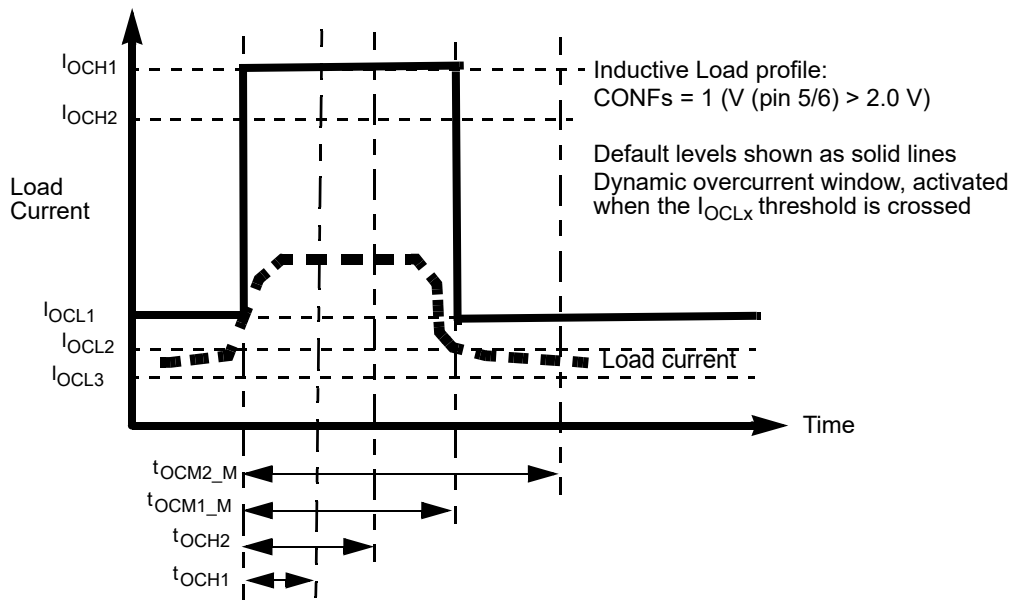 IOCH1
IOCH2
Load
Current
IOCL1
IOCL2
IOCL3
Inductive Load profile:
CONFs = 1 (V (pin 5/6) > 2.0 V)
Default levels shown as solid lines
Dynamic overcurrent window, activated
when the IOCLx threshold is crossed
Load current
Time
tOCM2_M
tOCM1_M
tOCH2
tOCH1